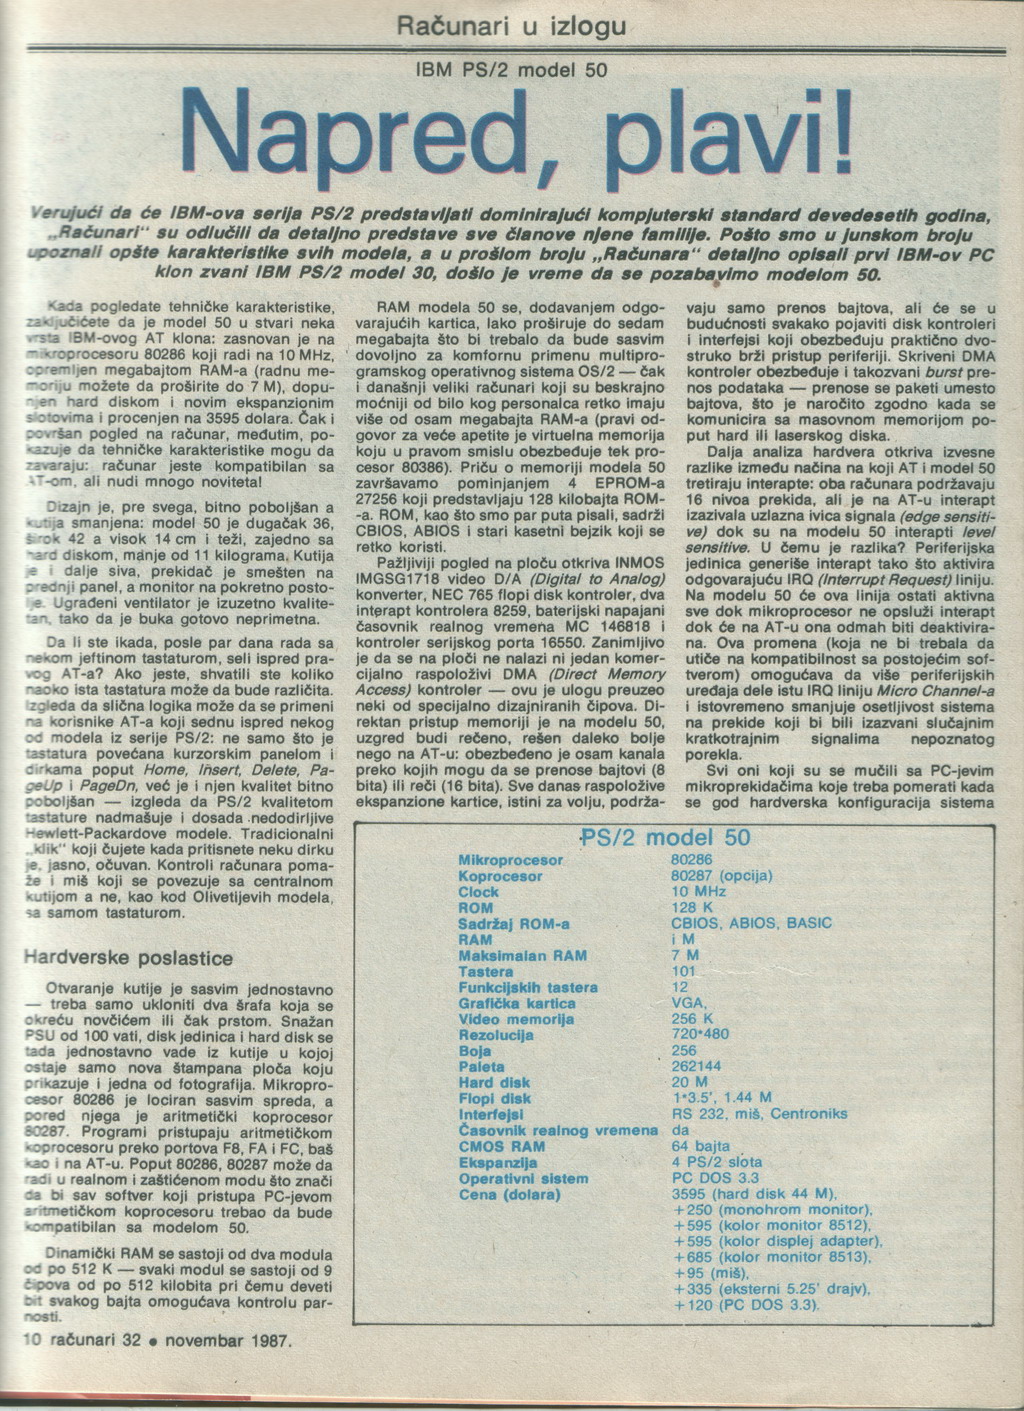 Računari u izlogu
IBM PS/2 model 50
Napred, plavi!
Verujući da će IBM-ova serija PS/2 predstavljati dominirajući kompjuterski standard devedesetih godina,
„Računari“ su odlučili da detaljno predstave sve članove njene familije. Pošto smo u junskom broju
upoznali opšte karakteristike svih modela, a u prošlom broju „Računara“ detaljno opisali prvi IBM-ov PC
klon zvani IBM PS/2 model 30, došlo je vreme da se pozabavimo modelom 50.
Kada pogledate tehničke karakteristike,
zaključićete da je model 50 u stvari neka
vrsta IBM-ovog AT klona: zasnovan je na
mikroprocesoru 80286 koji radi na 10 MHz,
opremljen megabajtom RAM-a (radnu me-
moriju možete da proširite do 7 M), dopu-
njen hard diskom i novim ekspanzionim
slotovima i procenjen na 3595 dolara. Čak i
površan pogled na računar, međutim, po-
kazuje da tehničke karakteristike mogu da
zavaraju: računar jeste kompatibilan sa
AT-om, ali nudi mnogo noviteta!
Dizajn je, pre svega, bitno poboljšan a
kutija smanjena: model 50 je dugačak 36,
širok 42 a visok 14 cm i teži, zajedno sa
hard diskom, manje od 11 kilograma. Kutija
je i dalje siva, prekidač je smešten na
prednji panel, a monitor na pokretno posto-
lje. Ugrađeni ventilator je izuzetno kvalite-
tan, tako da je buka gotovo neprimetna.
Da li ste ikada, posle par dana rada sa
nekom jeftinom tastaturom, seli ispred pra-
vog AT-a? Ako jeste, shvatili ste koliko
naoko ista tastatura može da bude različita.
Izgleda da slična logika može da se primeni
na korisnike AT-a koji sednu ispred nekog
od modela iz serije PS/2: ne samo što je
tastatura povećana kurzorskim panelom i
dirkama poput Home, Insert, Delete, Pa-
geUp i PageDn, već je i njen kvalitet bitno
poboljšan — izgleda da PS/2 kvalitetom
tastature nadmašuje i dosada nedodirljive
Hewlett-Packardove modele. Tradicionalni
„klik“ koji čujete kada pritisnete neku dirku
je, jasno, očuvan. Kontroli računara poma-
že i miš koji se povezuje sa centralnom
kutijom a ne, kao kod Olivetijevih modela,
sa samom tastaturom.
Hardverske poslastice
Otvaranje kutije je sasvim jednostavno
— treba samo ukloniti dva šrafa koja se
okreću novčićem ili čak prstom. Snažan
PSU od 100 vati, disk jedinica i hard disk se
tada jednostavno vade iz kutije u kojoj
ostaje samo nova štampana ploča koju
prikazuje i jedna od fotografija. Mikropro-
cesor 80286 je lociran sasvim spreda, a
pored njega je aritmetički koprocesor
80287. Programi pristupaju aritmetičkom
koprocesoru preko portova F8, FA i FC, baš
kao i na AT-u. Poput 80286, 80287 može da
radi u realnom i zaštićenom modu što znači
da bi sav softver koji pristupa PC-jevom
aritmetičkom koprocesoru trebao da bude
kompatibilan sa modelom 50.
Dinamički RAM se sastoji od dva modula
od po 512 K — svaki modul se sastoji od 9
čipova od po 512 kilobita pri čemu deveti
bit svakog bajta omogućava kontrolu par-
nosti.
RAM modela 50 se, dodavanjem odgo-
varajućih kartica, lako proširuje do sedam
megabajta što bi trebalo da bude sasvim
dovoljno za komfornu primenu multipro-
gramskog operativnog sistema OS/2 — čak
i današnji veliki računari koji su beskrajno
moćniji od bilo kog personalca retko imaju
više od osam megabajta RAM-a (pravi od-
govor za veće apetite je virtuelna memorija
koju u pravom smislu obezbeđuje tek pro-
cesor 80386). Priču o memoriji modela 50
završavamo pominjanjem 4 EPROM-a
27256 koji predstavljaju 128 kilobajta ROM-
-a. ROM, kao što smo par puta pisali, sadrži
CBIOS, ABIOS i stari kasetni bejzik koji se
retko koristi.
Pažljiviji pogled na ploču otkriva INMOS
IMGSG1718 video D/A (Digital to Analog)
konverter, NEC 765 flopi disk kontroler, dva
interapt kontrolera 8259, baterijski napajani
časovnik realnog vremena MC 146818 i
kontroler serijskog porta 16550. Zanimljivo
je da se na ploči ne nalazi ni jedan komer-
cijalno raspoloživi DMA (Direct Memory
Access) kontroler — ovu je ulogu preuzeo
neki od specijalno dizajniranih čipova. Di-
rektan pristup memoriji je na modelu 50,
uzgred budi rečeno, rešen daleko bolje
nego na AT-u: obezbeđeno je osam kanala
preko kojih mogu da se prenose bajtovi (8
bita) ili reči (16 bita). Sve danas raspoložive
ekspanzione kartice, istini za volju, podrža-
vaju samo prenos bajtova, ali će se u
budućnosti svakako pojaviti disk kontroleri
i interfejsi koji obezbeđuju praktično dvo-
struko brži pristup periferiji. Skriveni DMA
kontroler obezbeđuje i takozvani burst pre-
nos podataka — prenose se paketi umesto
bajtova, što je naročito zgodno kada se
komunicira sa masovnom memorijom po-
put hard ili laserskog diska.
Dalja analiza hardvera otkriva izvesne
razlike između načina na koji AT i model 50
tretiraju interapte: oba računara podržavaju
16 nivoa prekida, ali je na AT-u interapt
izazivala uzlazna ivica signala (edge sensiti-
ve) dok su na modelu 50 interapti level
sensitive. U čemu je razlika? Periferijska
jedinica generiše interapt tako što aktivira
odgovarajuću IRQ (Interrupt Request) liniju.
Na modelu 50 će ova linija ostati aktivna
sve dok mikroprocesor ne opsluži interapt
dok će na AT-u ona odmah biti deaktivira-
na. Ova promena (koja ne bi trebala da
utiče na kompatibilnost sa postojećim sof-
tverom) omogućava da više periferijskih
uređaja dele istu IRQ liniju Micro Channel-a
i istovremeno smanjuje osetljivost sistema
na prekide koji bi bili izazvani slučajnim
kratkotrajnim signalima nepoznatog
porekla.
Svi oni koji su se mučili sa PC-jevim
mikroprekidačima koje treba pomerati kada
se god hardverska konfiguracija sistema
PS/2 model 50
Mikroprocesor 80286
Koprocesor 80287 (opcija)
Clock 10 MHz
ROM 128 K
Sadržaj ROM-a CBIOS, ABIOS, BASIC
RAM i M
Maksimalan RAM 7 M
Tastera 101
Funkcijskih tastera 12
Grafička kartica VGA,
Video memorija 256 K
Rezolucija 720*480
Boja 256
Paleta 262144
Hard disk 20 M
Flopi disk 1*3.5', 1.44 M
Interfejsi RS 232, miš, Centroniks
Časovnik realnog vremena da
CMOS RAM 64 bajta
Ekspanzija 4 PS/2 slota
Operativni sistem PC DOS 3.3
Cena (dolara) 3595 (hard disk 44 M),
+250 (monohrom monitor),
+595 (kolor monitor 8512),
+595 (kolor displej adapter),
+685 (kolor monitor 8513),
+95 (miš),
+335 (eksterni 5.25' drajv),
+120 (PC DOS 3.3).
10 računari 32 • novembar 1987.